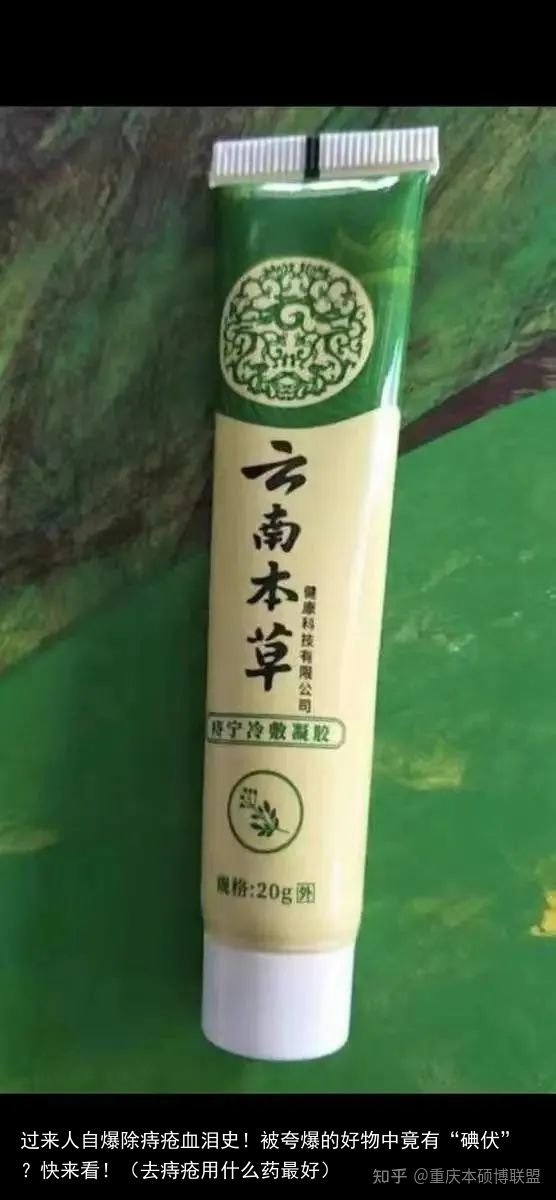 云南本草
健康科技有限公司
痔宁冷敷凝胶
规格:20g 外
过来人自爆除痔疮血泪史！被夸爆的好物中竟有“碘伏”
？快来看！（去痔疮用什么药最好）
知乎 @重庆本硕博联盟